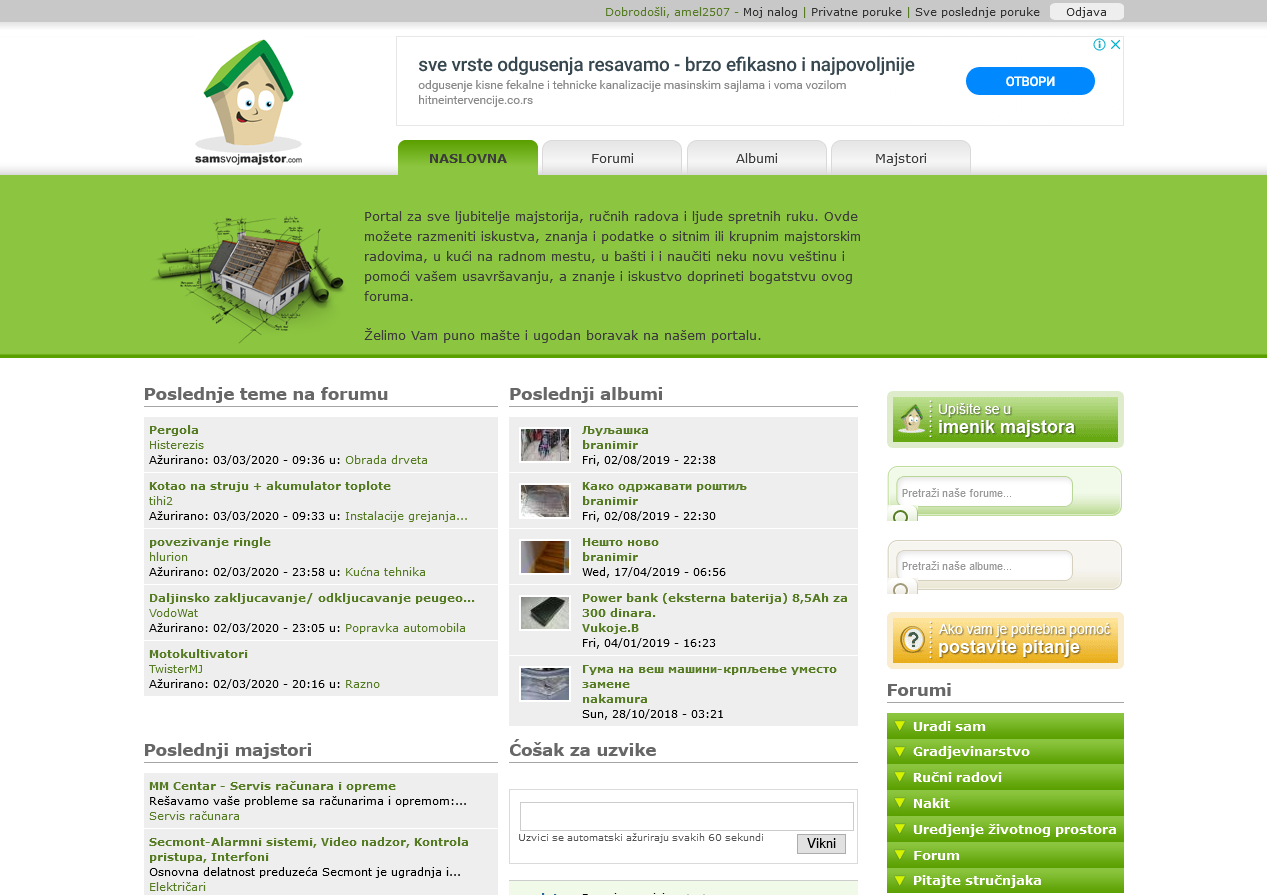 Dobrodošli, amel2507 - Moj nalog | Privatne poruke | Sve poslednje poruke Odjava
sve vrste odgusenja resavamo - brzo efikasno i najpovoljnije
odgusenje kisne fekalne i tehnicke kanalizacije masinskim sajlama i voma vozilom
hitneintervencije.co.rs
ОТВОРИ
samsvojmajstor.com
NASLOVNA Forumi Albumi Majstori
Portal za sve ljubitelje majstorija, ručnih radova i ljude spretnih ruku. Ovde
možete razmeniti iskustva, znanja i podatke o sitnim ili krupnim majstorskim
radovima, u kući na radnom mestu, u bašti i i naučiti neku novu veštinu i
pomoći vašem usavršavanju, a znanje i iskustvo doprineti bogatstvu ovog
foruma.
Želimo Vam puno mašte i ugodan boravak na našem portalu.
Poslednje teme na forumu
Pergola
Histerezis
Ažurirano: 03/03/2020 - 09:36 u: Obrada drveta
Kotao na struju + akumulator toplote
tihi2
Ažurirano: 03/03/2020 - 09:33 u: Instalacije grejanja...
povezivanje ringle
hlurion
Ažurirano: 02/03/2020 - 23:58 u: Kućna tehnika
Daljinsko zakljucavanje/ odkljucavanje peugeo...
VodoWat
Ažurirano: 02/03/2020 - 23:05 u: Popravka automobila
Motokultivatori
TwisterMJ
Ažurirano: 02/03/2020 - 20:16 u: Razno
Poslednji albumi
Љуљашка
branimir
Fri, 02/08/2019 - 22:38
Како одржавати роштиљ
branimir
Fri, 02/08/2019 - 22:30
Нешто ново
branimir
Wed, 17/04/2019 - 06:56
Power bank (eksterna baterija) 8,5Ah za
300 dinara.
Vukoje.B
Fri, 04/01/2019 - 16:23
Гума на веш машини-крпљење уместо
замене
nakamura
Sun, 28/10/2018 - 03:21
Upišite se u
imenik majstora
Pretraži naše forume...
Pretraži naše albume...
Ako vam je potrebna pomoć
postavite pitanje
Forumi
Uradi sam
Gradjevinarstvo
Ručni radovi
Nakit
Uredjenje životnog prostora
Forum
Pitajte stručnjaka
Poslednji majstori
MM Centar - Servis računara i opreme
Rešavamo vaše probleme sa računarima i opremom:...
Servis računara
Secmont-Alarmni sistemi, Video nadzor, Kontrola
pristupa, Interfoni
Osnovna delatnost preduzeća Secmont je ugradnja i...
Električari
Ćošak za uzvike
Uzvici se automatski ažuriraju svakih 60 sekundi
Vikni